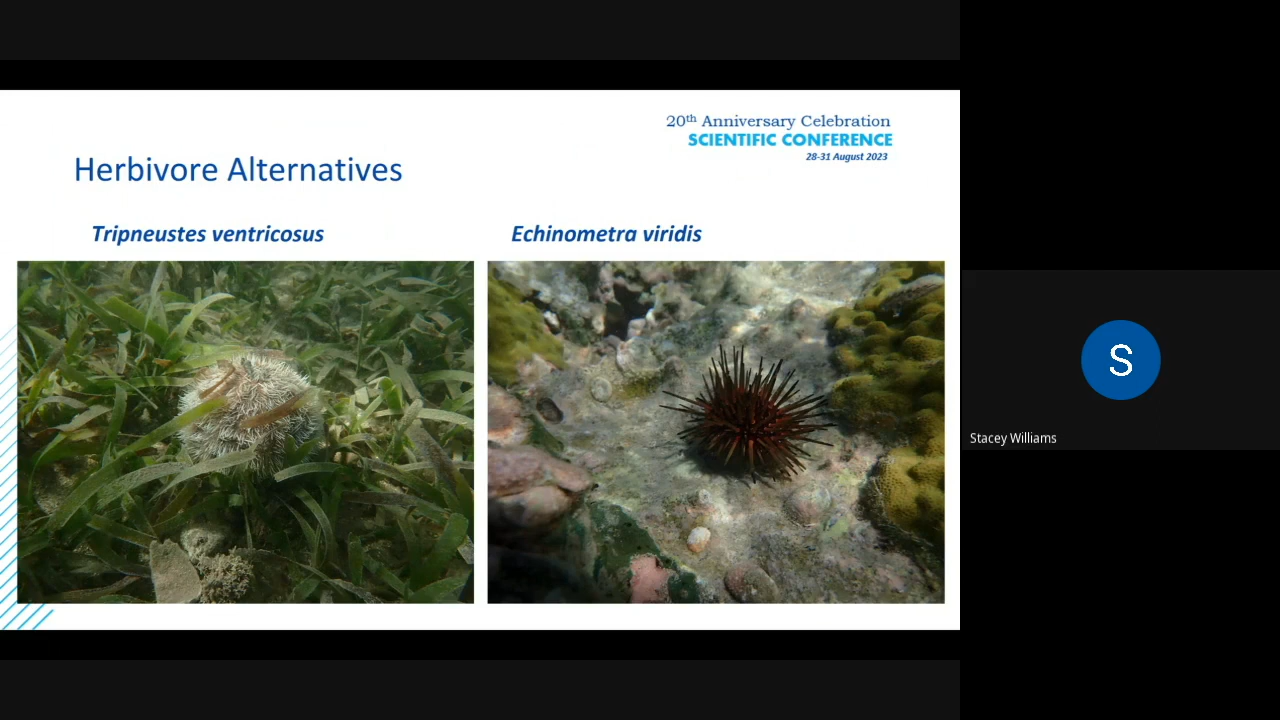 20th Anniversary Celebration
SCIENTIFIC CONFERENCE
28-31 August 2023
Herbivore Alternatives
Tripneustes ventricosus
Echinometra viridis
S
Stacey Williams